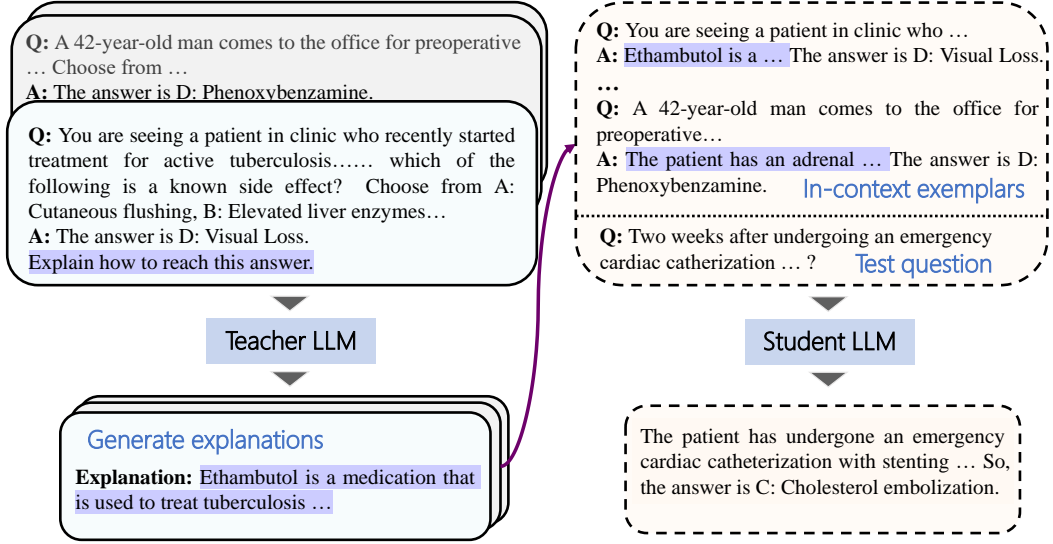 Q: A 42-year-old man comes to the office for preoperative
… Choose from …
A: The answer is D: Phenoxybenzamine.
Q: You are seeing a patient in clinic who recently started
treatment for active tuberculosis…… which of the
following is a known side effect? Choose from A:
Cutaneous flushing, B: Elevated liver enzymes…
A: The answer is D: Visual Loss.
Explain how to reach this answer.
Teacher LLM
Generate explanations
Explanation: Ethambutol is a medication that
is used to treat tuberculosis …
Q: You are seeing a patient in clinic who …
A: Ethambutol is a … The answer is D: Visual Loss.
…
Q: A 42-year-old man comes to the office for
preoperative…
A: The patient has an adrenal … The answer is D:
Phenoxybenzamine.
In-context exemplars
Q: Two weeks after undergoing an emergency
cardiac catherization … ?
Test question
Student LLM
The patient has undergone an emergency
cardiac catheterization with stenting … So,
the answer is C: Cholesterol embolization.